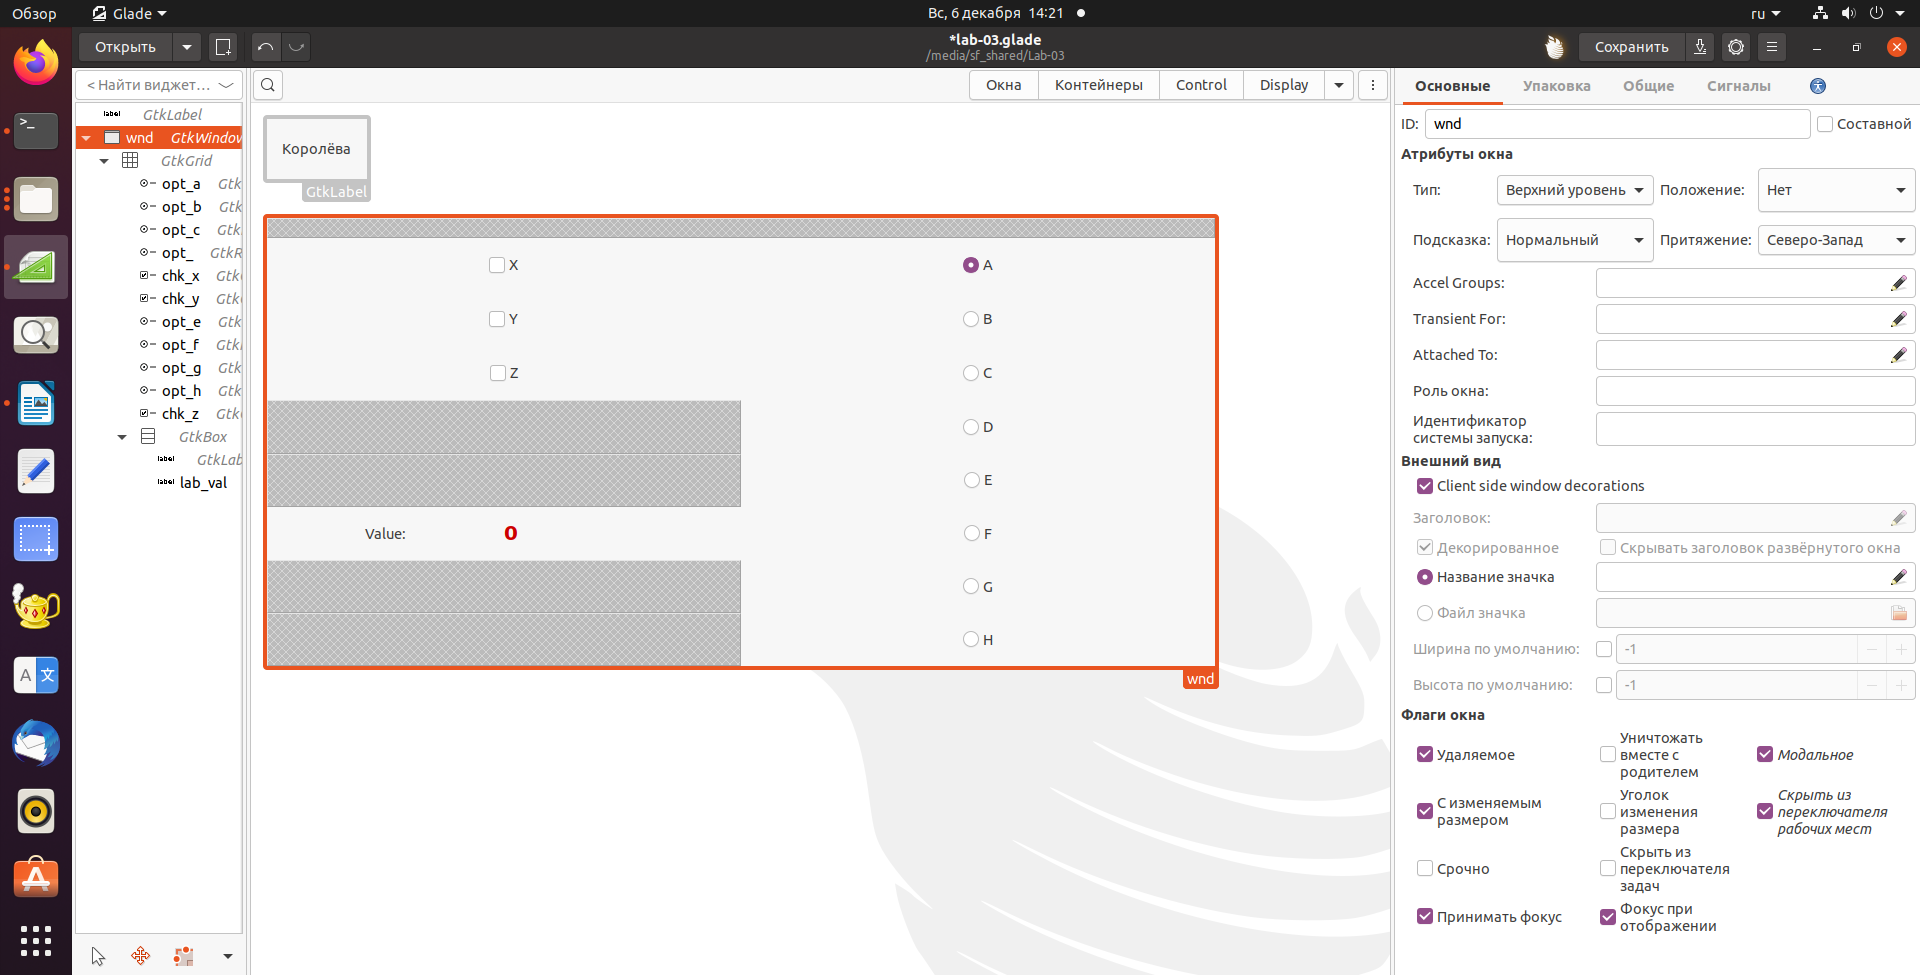 Обзор
Glade
Вс, 6 декабря 14:21
ru
Открыть
*lab-03.glade
/media/sf_shared/Lab-03
Сохранить
< Найти виджет…
Окна
Контейнеры
Control
Display
Основные
Упаковка
Общие
Сигналы
label GtkLabel
wnd GtkWindow
GtkGrid
opt_a Gtk
opt_b Gtk
opt_c Gtk
opt_ GtkR
chk_x Gtk
chk_y Gtk
opt_e Gtk
opt_f Gtk
opt_g Gtk
opt_h Gtk
chk_z Gtk
GtkBox
label GtkLab
label lab_val
Королёва
GtkLabel
X
A
Y
B
Z
C
D
E
Value: 0
F
G
H
wnd
ID: wnd
Составной
Атрибуты окна
Тип: Верхний уровень Положение: Нет
Подсказка: Нормальный Притяжение: Северо-Запад
Accel Groups:
Transient For:
Attached To:
Роль окна:
Идентификатор
системы запуска:
Внешний вид
Client side window decorations
Заголовок:
Декорированное Скрывать заголовок развёрнутого окна
Название значка
Файл значка
Ширина по умолчанию: -1
Высота по умолчанию: -1
Флаги окна
Удаляемое
Уничтожать
вместе с
родителем
Модальное
С изменяемым
размером
Уголок
изменения
размера
Скрыть из
переключателя
рабочих мест
Срочно
Скрыть из
переключателя
задач
Принимать фокус
Фокус при
отображении